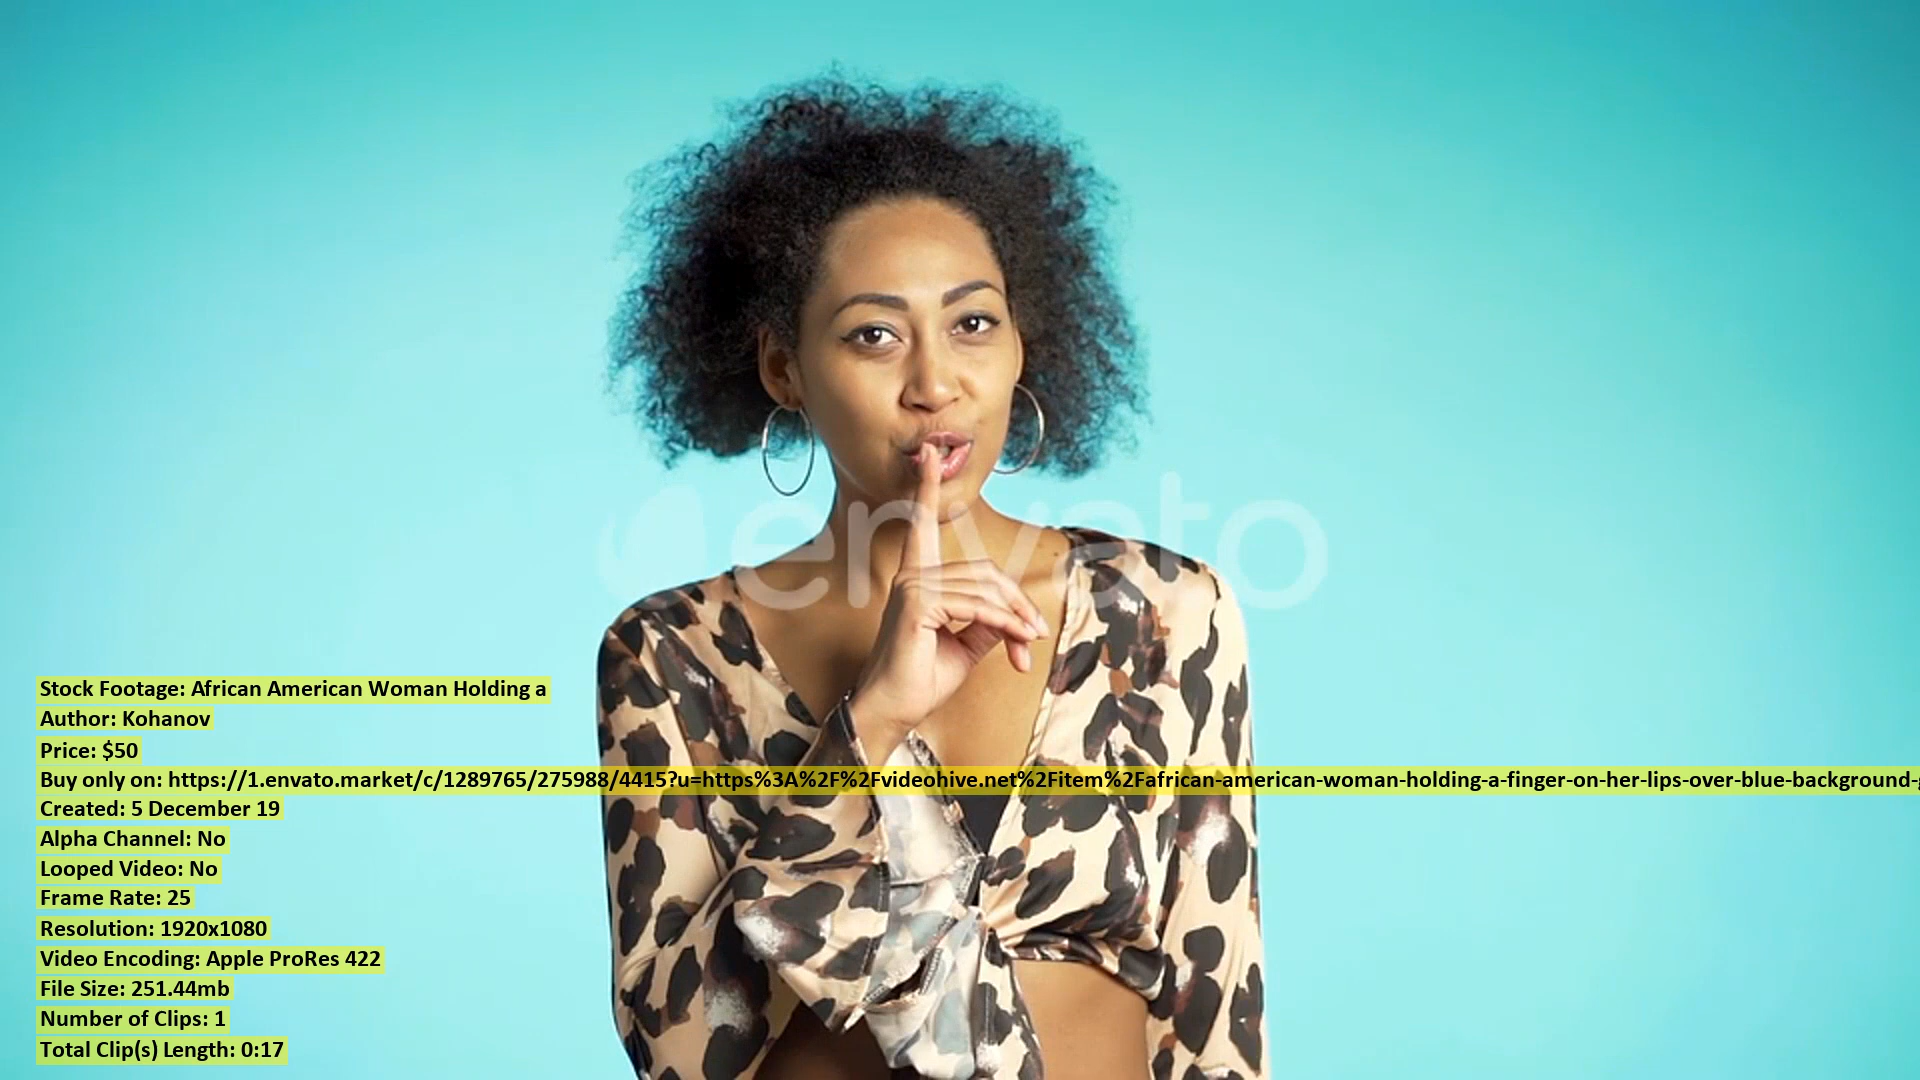 envato
Stock Footage: African American Woman Holding a
Author: Kohanov
Price: $50
Buy only on: https://1.envato.market/c/1289765/275988/4415?u=https%3A%2F%2Fvideohive.net%2Fitem%2Fafrican-american-woman-holding-a-finger-on-her-lips-over-blue-background-g
Created: 5 December 19
Alpha Channel: No
Looped Video: No
Frame Rate: 25
Resolution: 1920x1080
Video Encoding: Apple ProRes 422
File Size: 251.44mb
Number of Clips: 1
Total Clip(s) Length: 0:17